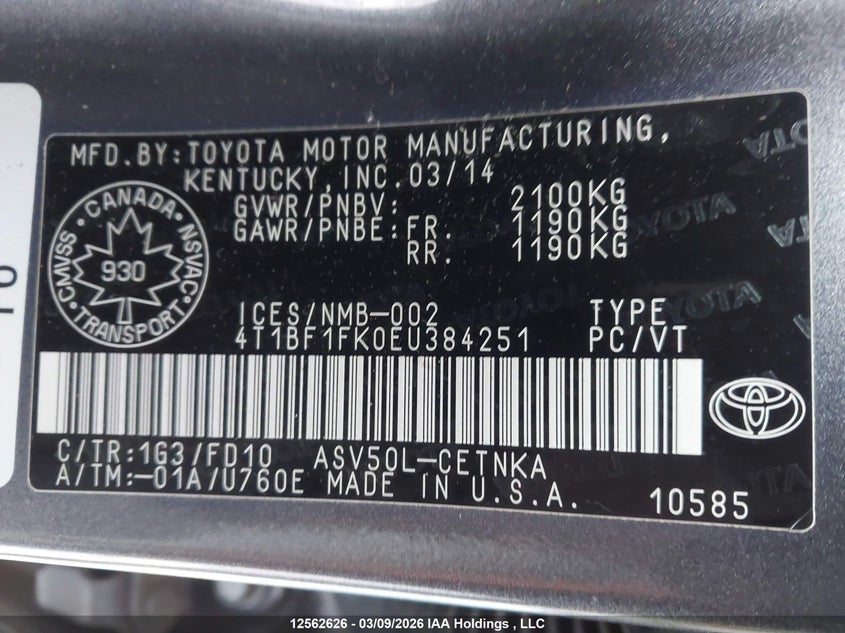 MFD.BY:TOYOTA MOTOR MANUFACTURING,
KENTUCKY,INC.03/14
GVWR/PNBV: 2100KG
GAWR/PNBE:FR. 1190KG
RR. 1190KG
CANADA
CMVSS 930 NSVAC
TRANSPORT
ICES/NMB-002 TYPE
4T1BF1FK0EU384251 PC/VT
C/TR:1G3/FD10 ASV50L-CETNKA
A/TM:-01A/U760E MADE IN U.S.A. 10585
12562626 - 03/09/2026 IAA Holdings , LLC